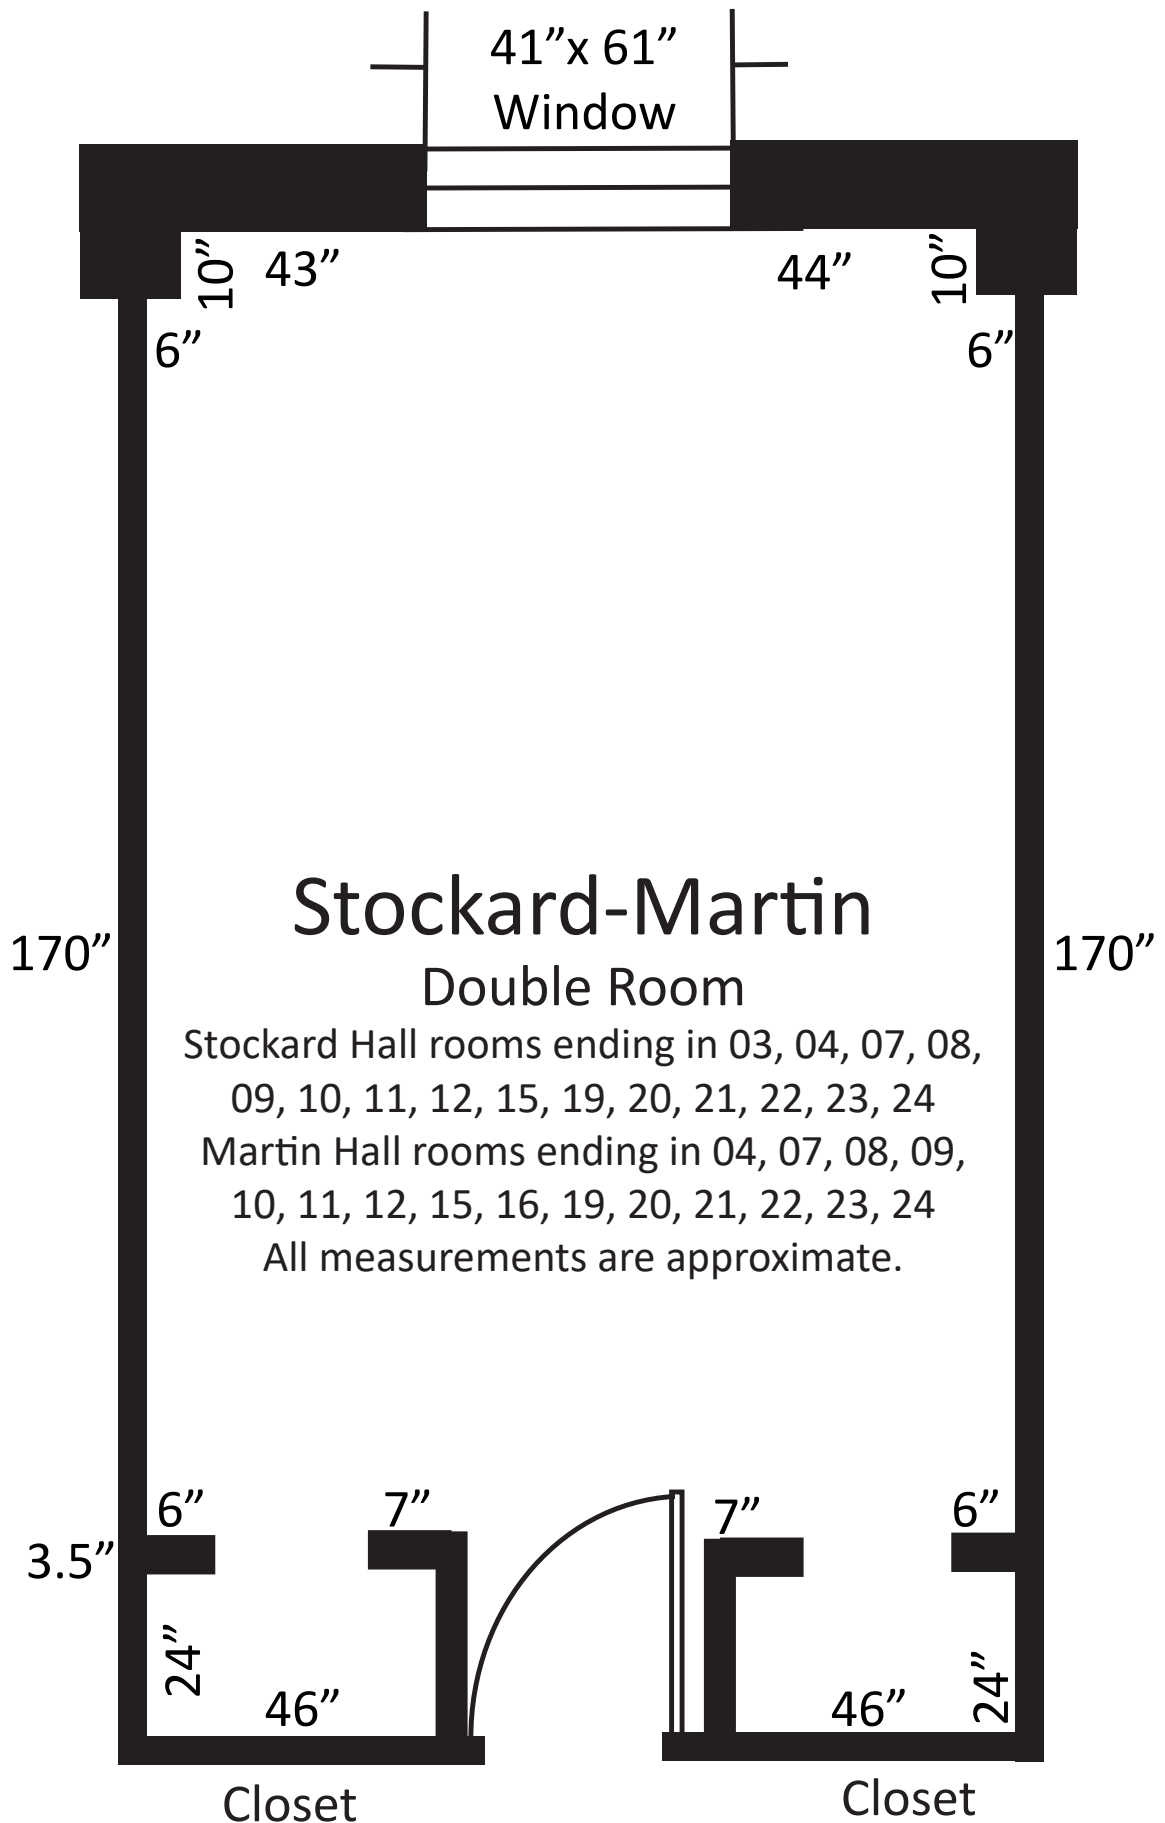 41”x 61”
Window
10”
43”
44”
10”
6”
6”
Stockard-Martin
170”
170”
Double Room
Stockard Hall rooms ending in 03, 04, 07, 08,
09, 10, 11, 12, 15, 19, 20, 21, 22, 23, 24
Martin Hall rooms ending in 04, 07, 08, 09,
10, 11, 12, 15, 16, 19, 20, 21, 22, 23, 24
All measurements are approximate.
6”
7”
7”
6”
3.5”
24”
46”
46”
24”
Closet
Closet